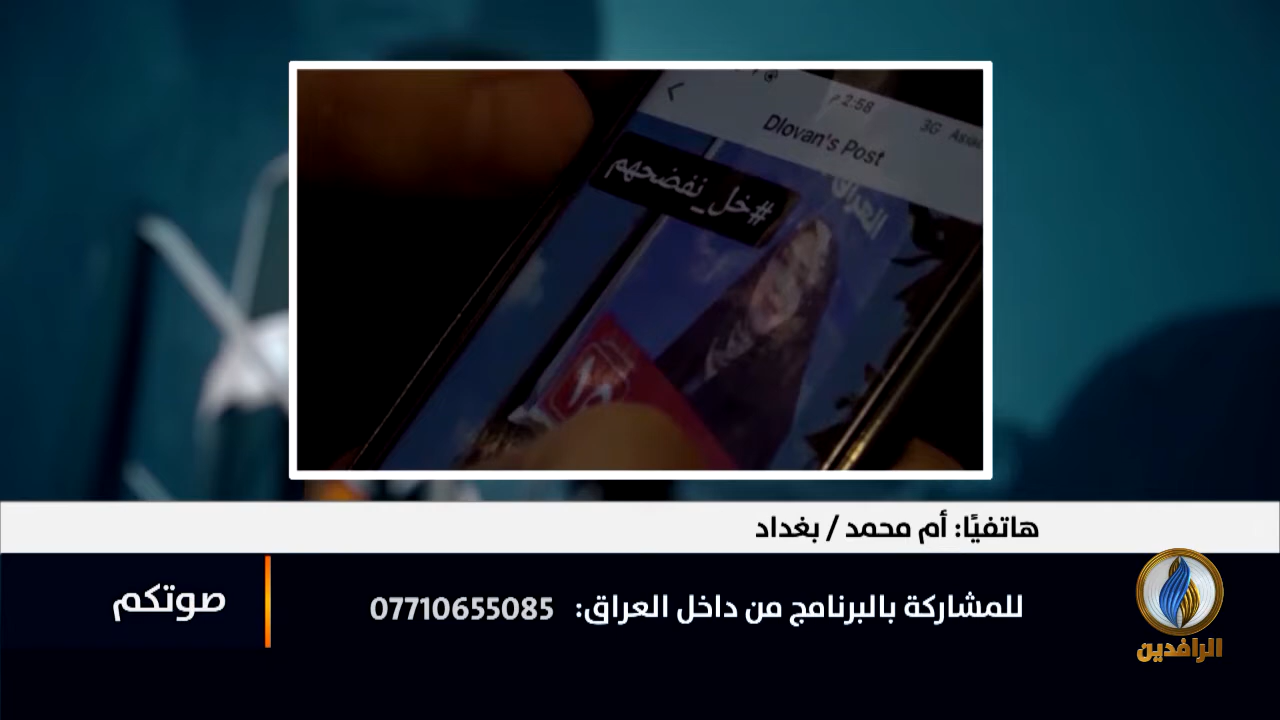 م 2:58
3G
Dlovan's Post
#خل_نفضحهم
العراق
هاتفيًا: أم محمد / بغداد
للمشاركة بالبرنامج من داخل العراق: 07710655085
صوتكم
الرافدين